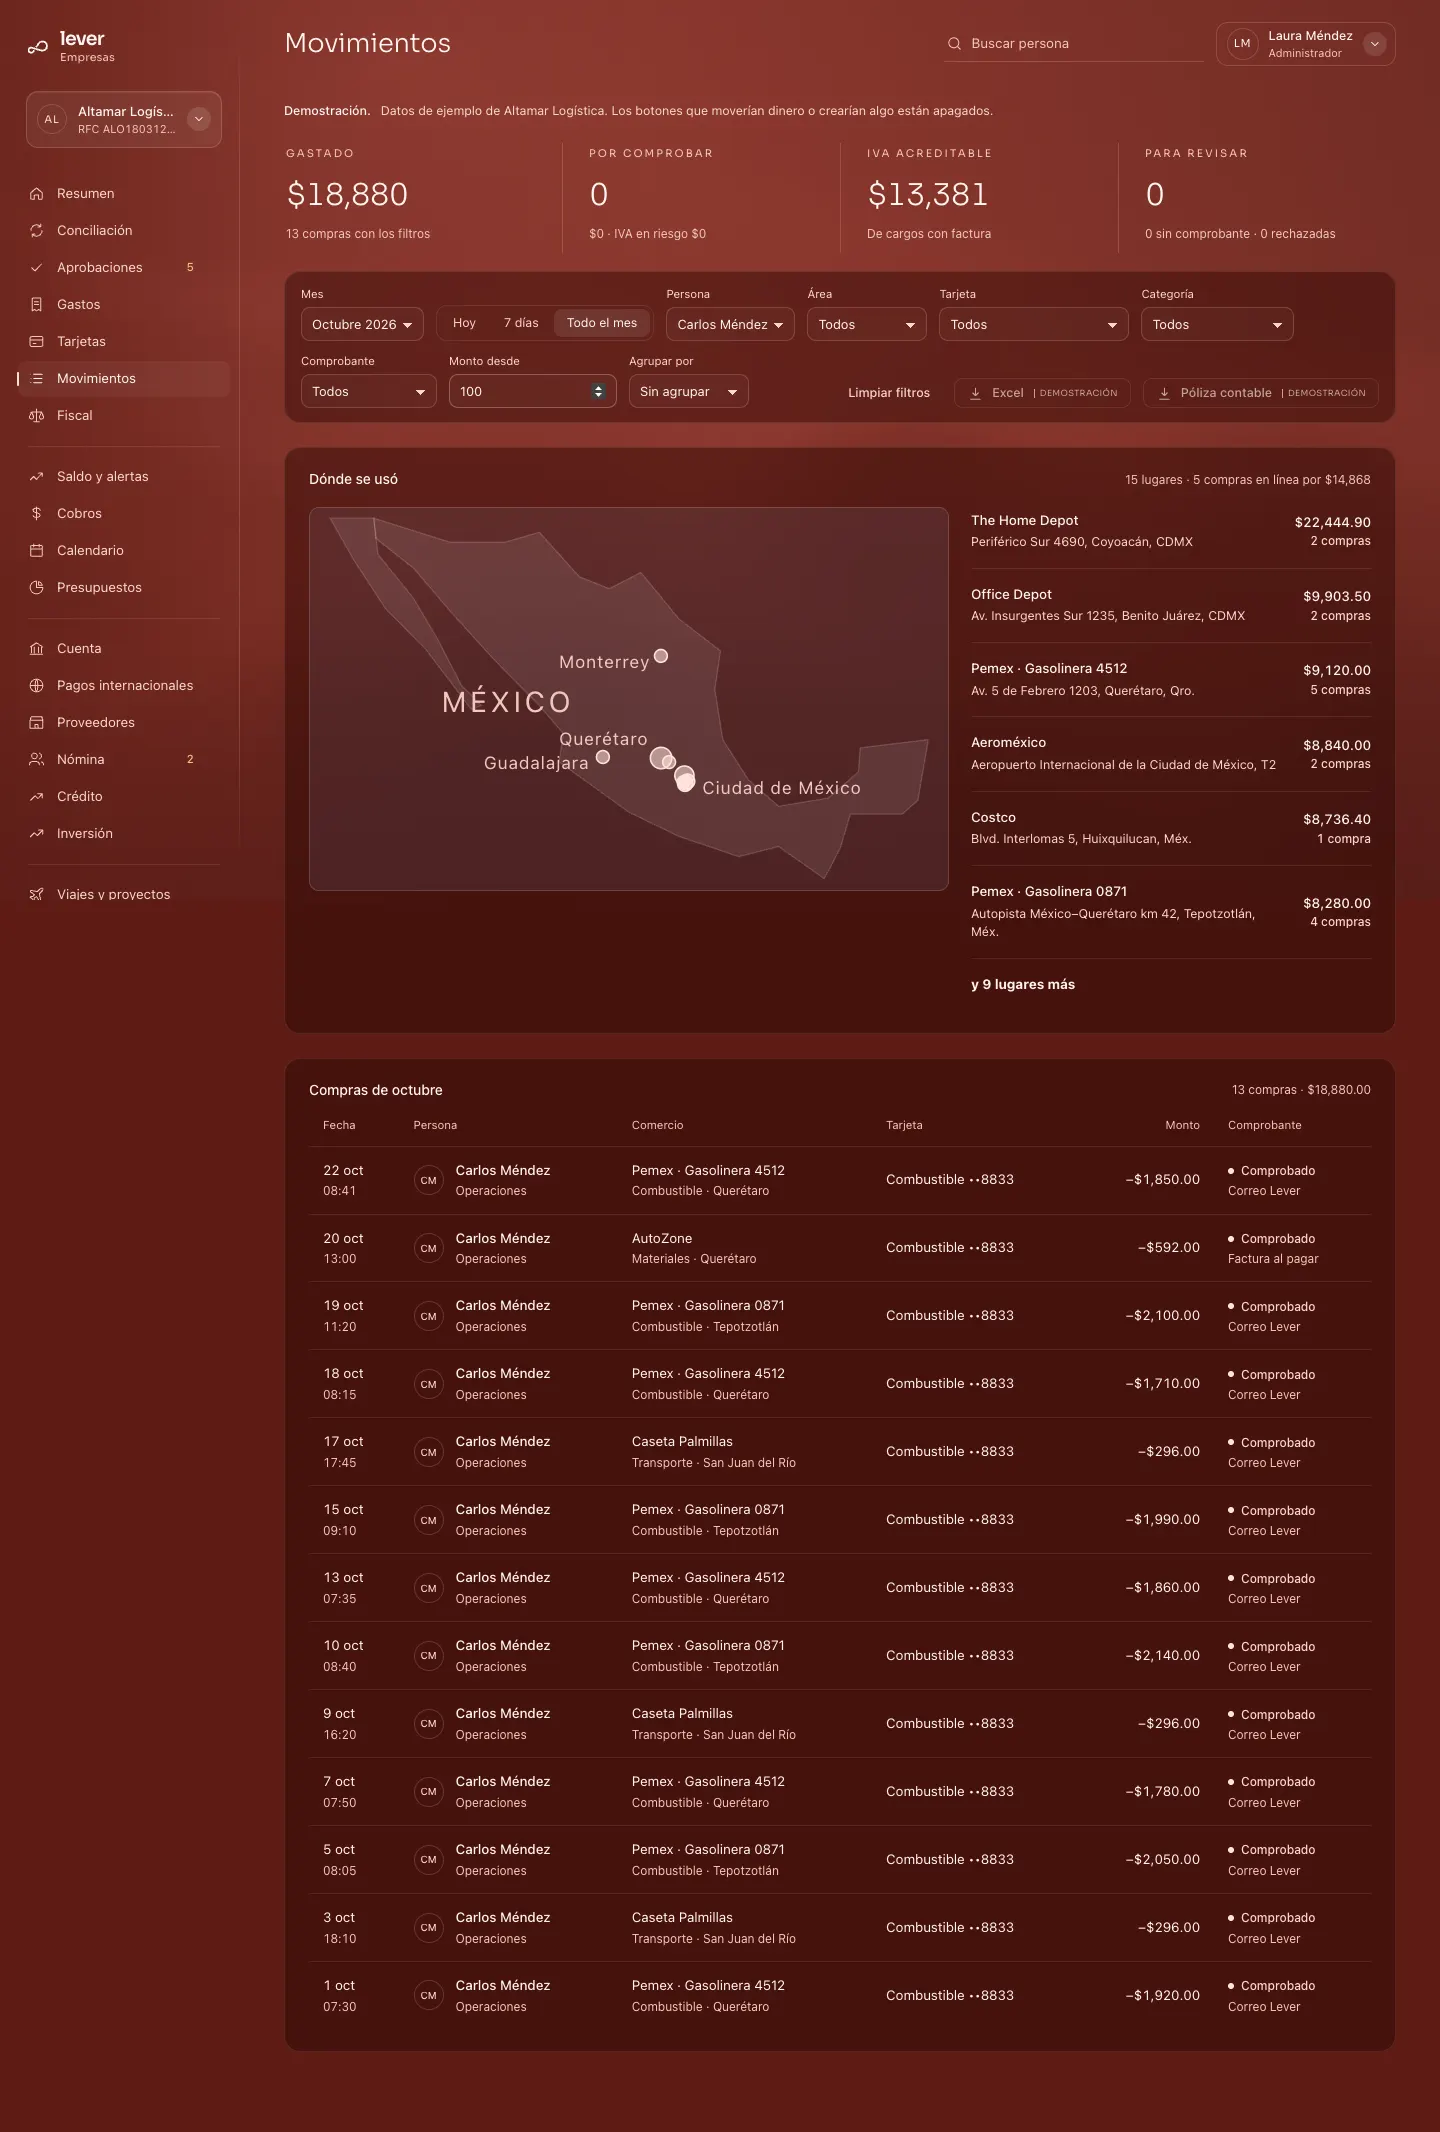 lever
Empresas
AL
Altamar Logís...
RFC ALO180312...
Resumen
Conciliación
Aprobaciones 5
Gastos
Tarjetas
Movimientos
Fiscal
Saldo y alertas
Cobros
Calendario
Presupuestos
Cuenta
Pagos internacionales
Proveedores
Nómina 2
Crédito
Inversión
Viajes y proyectos
Movimientos
Buscar persona
LM
Laura Méndez
Administrador
Demostración. Datos de ejemplo de Altamar Logística. Los botones que moverían dinero o crearían algo están apagados.
GASTADO
$18,880
13 compras con los filtros
POR COMPROBAR
0
$0 · IVA en riesgo $0
IVA ACREDITABLE
$13,381
De cargos con factura
PARA REVISAR
0
0 sin comprobante · 0 rechazadas
Mes
Octubre 2026
Hoy 7 días Todo el mes
Persona
Carlos Méndez
Área
Todos
Tarjeta
Todos
Categoría
Todos
Comprobante
Todos
Monto desde
100
Agrupar por
Sin agrupar
Limpiar filtros
Excel | DEMOSTRACIÓN
Póliza contable | DEMOSTRACIÓN
Dónde se usó
15 lugares · 5 compras en línea por $14,868
Monterrey
MÉXICO
Querétaro
Guadalajara
Ciudad de México
The Home Depot $22,444.90
Periférico Sur 4690, Coyoacán, CDMX 2 compras
Office Depot $9,903.50
Av. Insurgentes Sur 1235, Benito Juárez, CDMX 2 compras
Pemex · Gasolinera 4512 $9,120.00
Av. 5 de Febrero 1203, Querétaro, Qro. 5 compras
Aeroméxico $8,840.00
Aeropuerto Internacional de la Ciudad de México, T2 2 compras
Costco $8,736.40
Blvd. Interlomas 5, Huixquilucan, Méx. 1 compra
Pemex · Gasolinera 0871 $8,280.00
Autopista México–Querétaro km 42, Tepotzotlán, 4 compras
Méx.
y 9 lugares más
Compras de octubre 13 compras · $18,880.00
Fecha Persona Comercio Tarjeta Monto Comprobante
22 oct Carlos Méndez Pemex · Gasolinera 4512 Comprobado
CM Combustible ••8833 –$1,850.00
08:41 Operaciones Combustible · Querétaro Correo Lever
20 oct Carlos Méndez AutoZone Comprobado
CM Combustible ••8833 –$592.00
13:00 Operaciones Materiales · Querétaro Factura al pagar
19 oct Carlos Méndez Pemex · Gasolinera 0871 Comprobado
CM Combustible ••8833 –$2,100.00
11:20 Operaciones Combustible · Tepotzotlán Correo Lever
18 oct Carlos Méndez Pemex · Gasolinera 4512 Comprobado
CM Combustible ••8833 –$1,710.00
08:15 Operaciones Combustible · Querétaro Correo Lever
17 oct Carlos Méndez Caseta Palmillas Comprobado
CM Combustible ••8833 –$296.00
17:45 Operaciones Transporte · San Juan del Río Correo Lever
15 oct Carlos Méndez Pemex · Gasolinera 0871 Comprobado
CM Combustible ••8833 –$1,990.00
09:10 Operaciones Combustible · Tepotzotlán Correo Lever
13 oct Carlos Méndez Pemex · Gasolinera 4512 Comprobado
CM Combustible ••8833 –$1,860.00
07:35 Operaciones Combustible · Querétaro Correo Lever
10 oct Carlos Méndez Pemex · Gasolinera 0871 Comprobado
CM Combustible ••8833 –$2,140.00
08:40 Operaciones Combustible · Tepotzotlán Correo Lever
9 oct Carlos Méndez Caseta Palmillas Comprobado
CM Combustible ••8833 –$296.00
16:20 Operaciones Transporte · San Juan del Río Correo Lever
7 oct Carlos Méndez Pemex · Gasolinera 4512 Comprobado
CM Combustible ••8833 –$1,780.00
07:50 Operaciones Combustible · Querétaro Correo Lever
5 oct Carlos Méndez Pemex · Gasolinera 0871 Comprobado
CM Combustible ••8833 –$2,050.00
08:05 Operaciones Combustible · Tepotzotlán Correo Lever
3 oct Carlos Méndez Caseta Palmillas Comprobado
CM Combustible ••8833 –$296.00
18:10 Operaciones Transporte · San Juan del Río Correo Lever
1 oct Carlos Méndez Pemex · Gasolinera 4512 Comprobado
CM Combustible ••8833 –$1,920.00
07:30 Operaciones Combustible · Querétaro Correo Lever